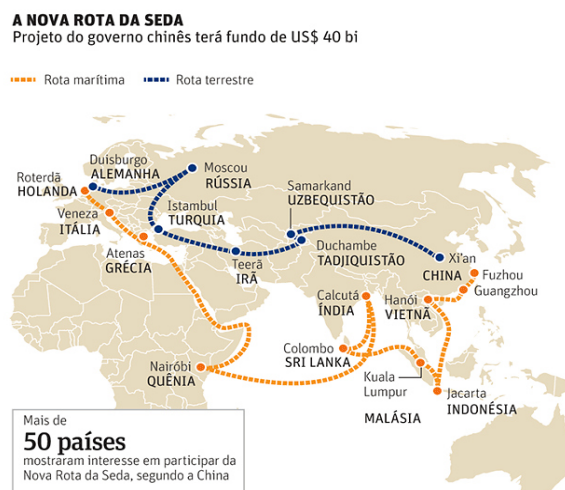 A NOVA ROTA DA SEDA
Projeto do governo chinês terá fundo de US$ 40 bi
Rota marítima
Rota terrestre
Roterdã
HOLANDA
Duisburgo
ALEMANHA
Moscou
RÚSSIA
Veneza
ITÁLIA
Istambul
TURQUIA
Samarkand
UZBEQUISTÃO
Atenas
GRÉCIA
Teerã
IRÃ
Duchambe
TADJIQUISTÃO
Xi'an
CHINA
Fuzhou
Guangzhou
Calcutá
ÍNDIA
Hanói
VIETNÃ
Colombo
SRI LANKA
Nairóbi
QUÊNIA
Kuala
Lumpur
MALÁSIA
Jacarta
INDONÉSIA
Mais de
50 países
mostraram interesse em participar da
Nova Rota da Seda, segundo a China